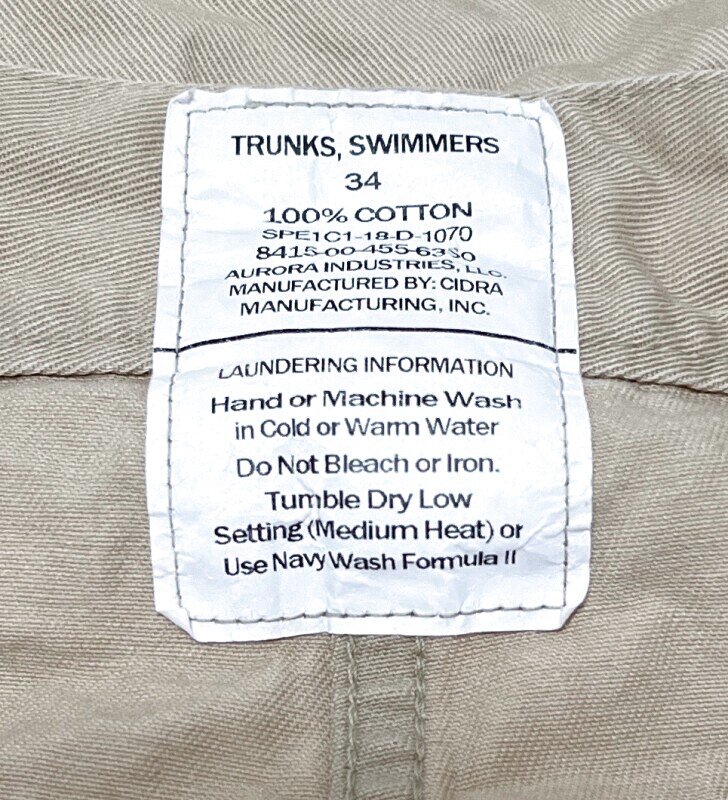 TRUNKS, SWIMMERS
34
100% COTTON
SPE1C1-18-D-1070
8415-00-455-6350
AURORA INDUSTRIES, LLC.
MANUFACTURED BY: CIDRA
MANUFACTURING, INC.
LAUNDERING INFORMATION
Hand or Machine Wash
in Cold or Warm Water
Do Not Bleach or Iron.
Tumble Dry Low
Setting (Medium Heat) or
Use Navy Wash Formula II